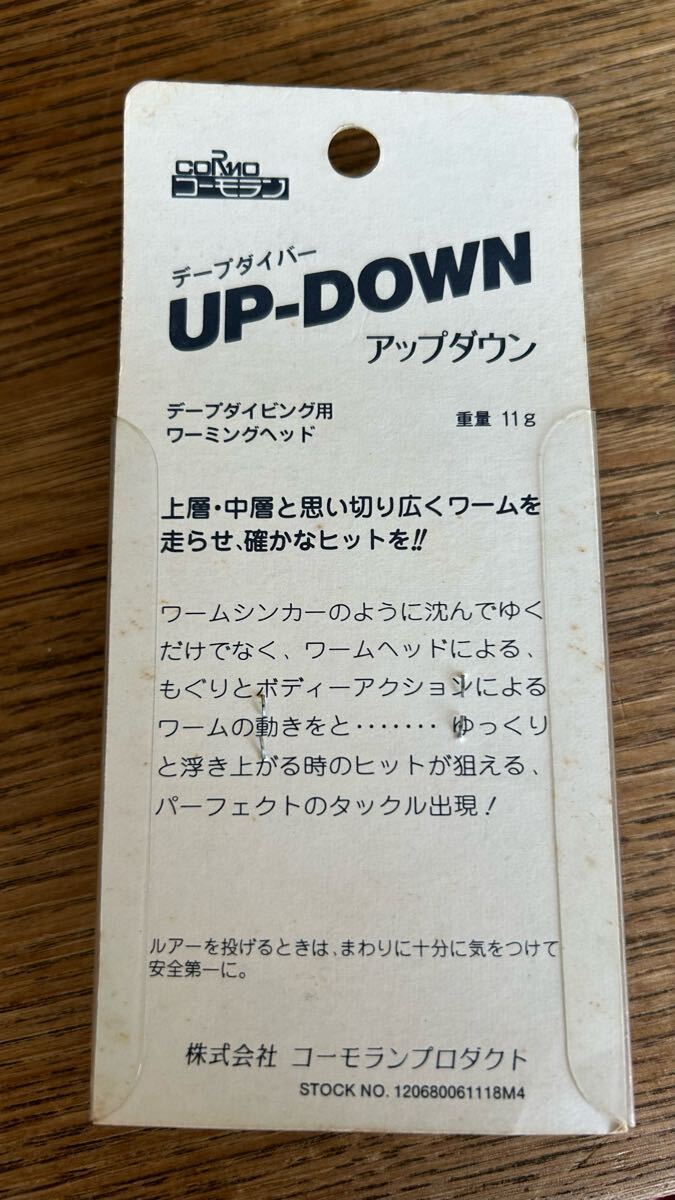 CORMO
コーモラン
デープダイバー
UP-DOWN
アップダウン
デープダイビング用
ワーミングヘッド
重量 11g
上層・中層と思い切り広くワームを
走らせ、確かなヒットを!!
ワームシンカーのように沈んでゆく
だけでなく、ワームヘッドによる、
もぐりとボディーアクションによる
ワームの動きをと・・・・・・・ ゆっくり
と浮き上がる時のヒットが狙える、
パーフェクトのタックル出現！
ルアーを投げるときは、まわりに十分に気をつけて
安全第一に。
株式会社 コーモランプロダクト
STOCK NO. 120680061118M4